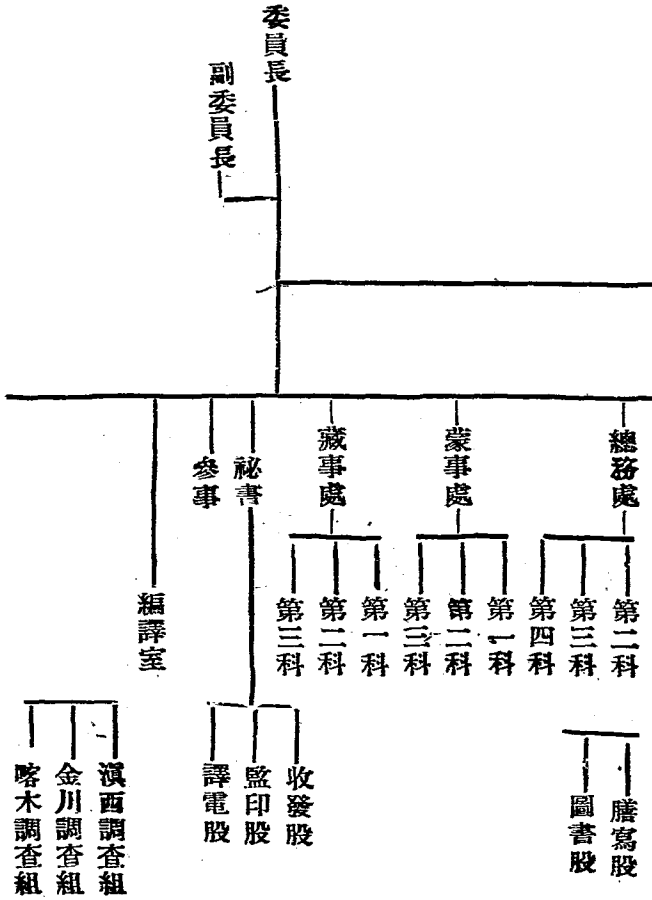 委員長
副委員長
總務處
蒙事處
藏事處
祕書
參事
編譯室
第二科
第三科
第四科
第一科
第二科
第三科
第一科
第二科
第三科
膳寫股
圖書股
收發股
監印股
譯電股
滇西調查組
金川調查組
喀木調查組